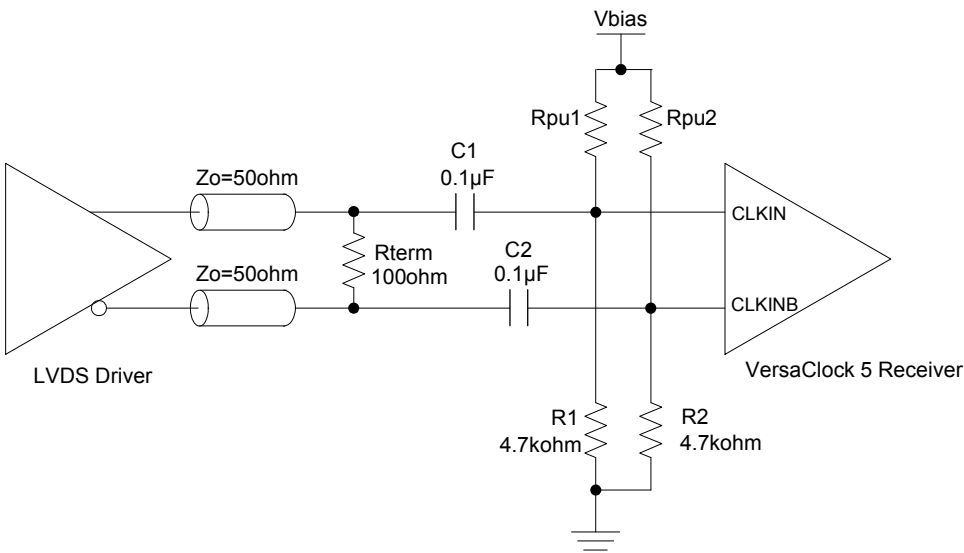 Vbias
Rpu1
Rpu2
C1
0.1µF
Zo=50ohm
CLKIN
Rterm
100ohm
C2
0.1µF
Zo=50ohm
CLKINB
LVDS Driver
VersaClock 5 Receiver
R1
4.7kohm
R2
4.7kohm